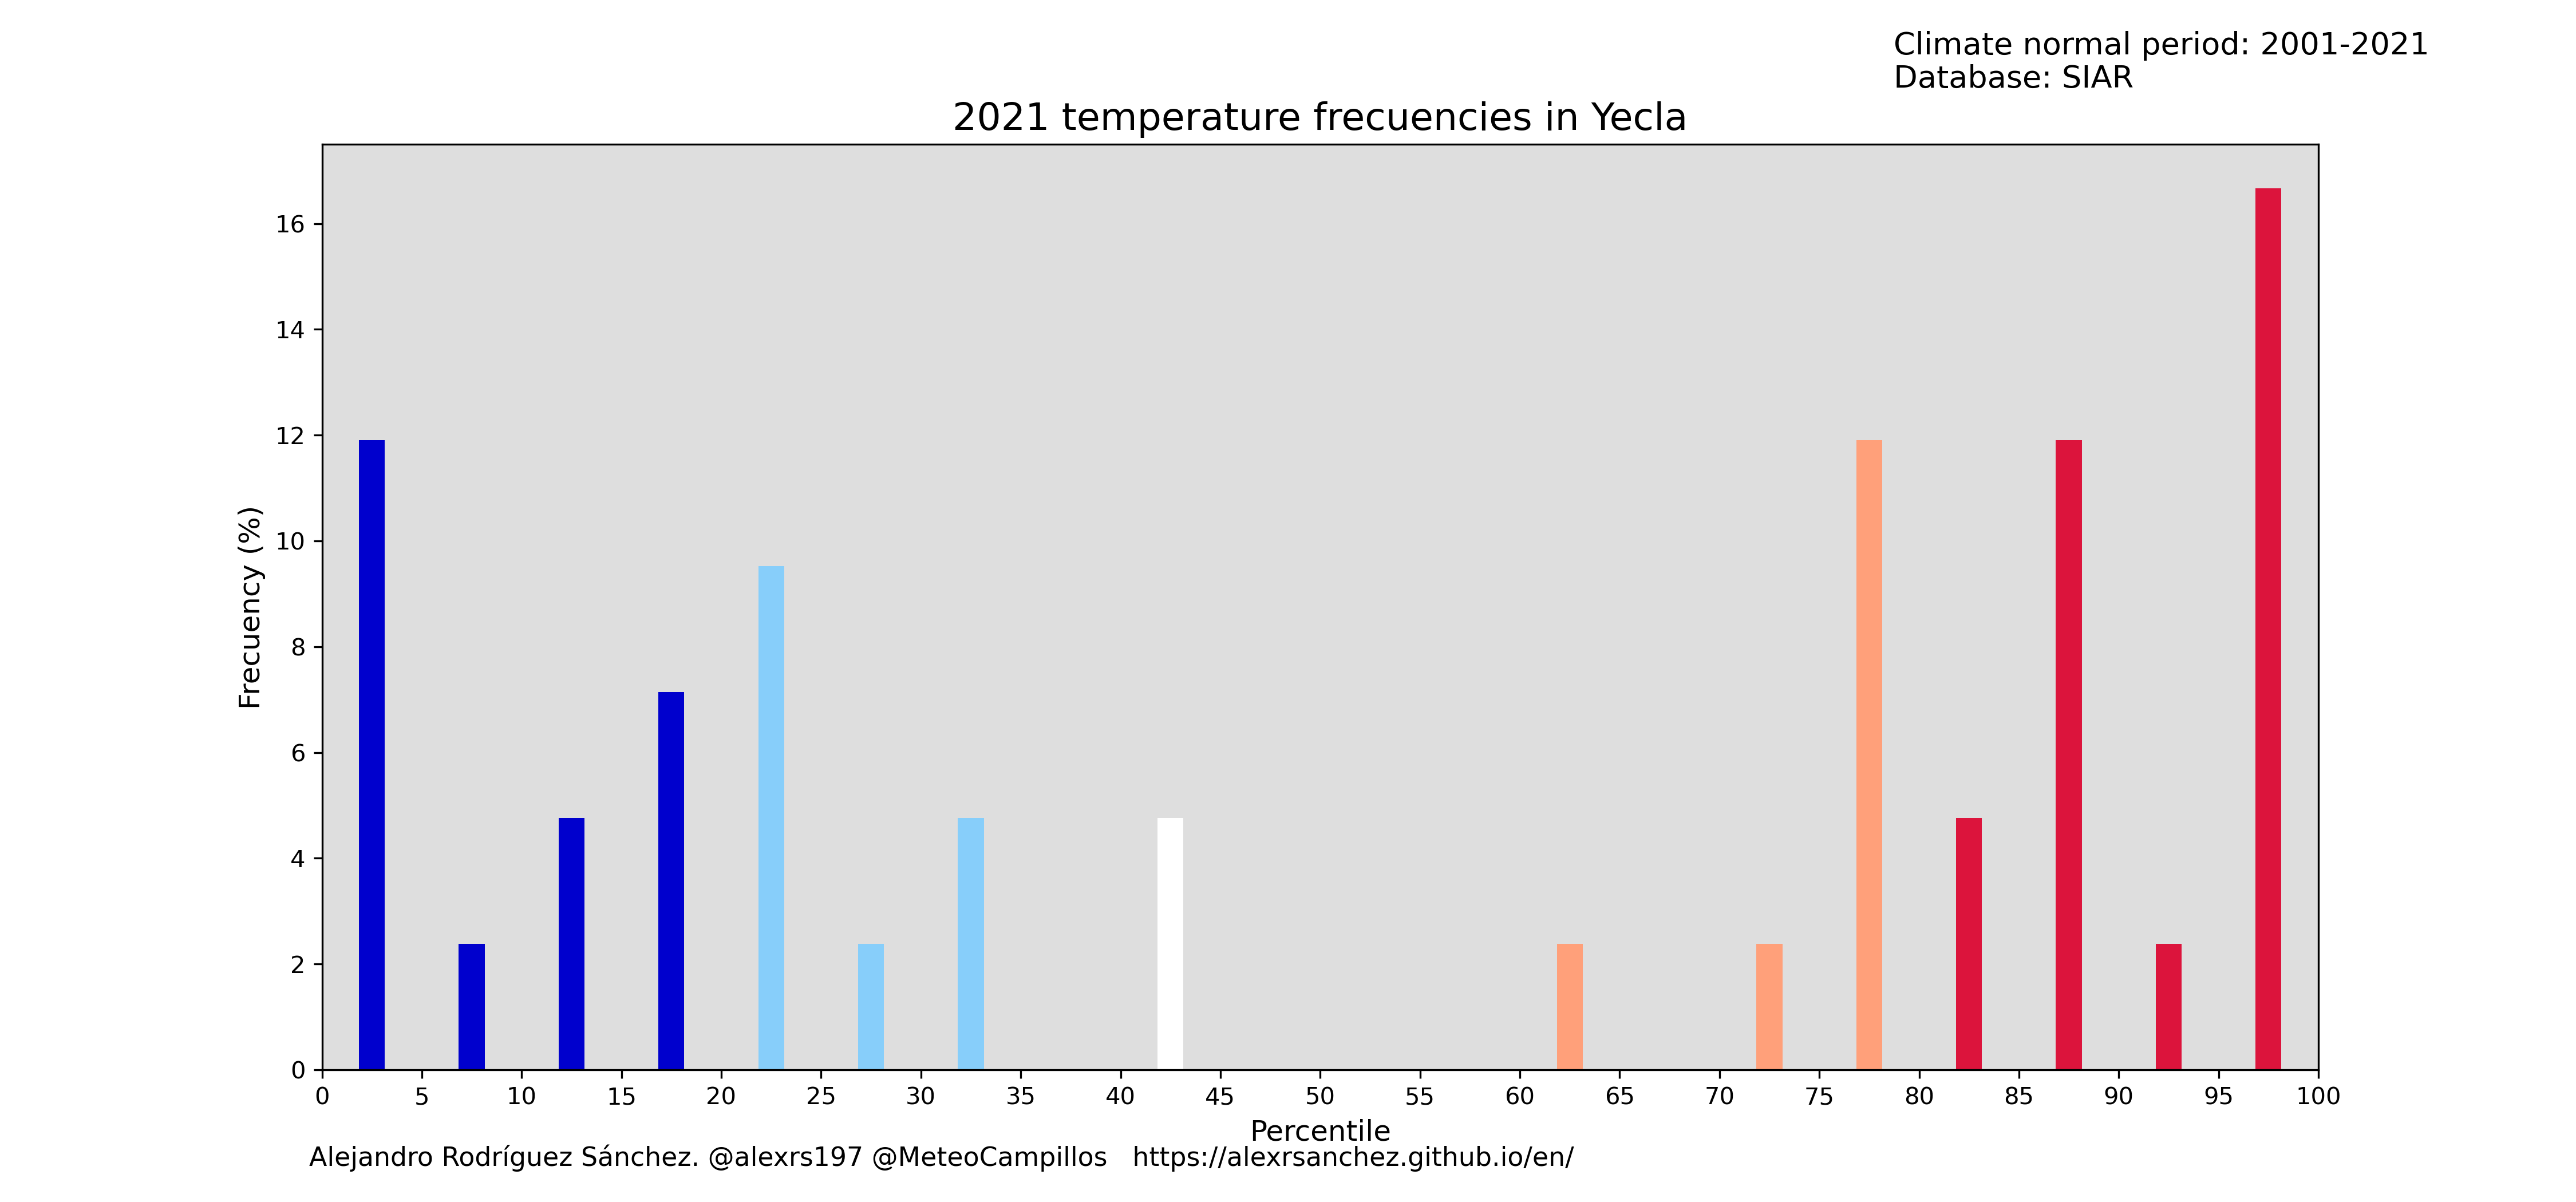 Climate normal period: 2001-2021
Database: SIAR
2021 temperature frecuencies in Yecla
Frecuency (%)
16
14
12
10
8
6
4
2
0
0 5 10 15 20 25 30 35 40 45 50 55 60 65 70 75 80 85 90 95 100
Percentile
Alejandro Rodríguez Sánchez. @alexrs197 @MeteoCampillos https://alexrsanchez.github.io/en/